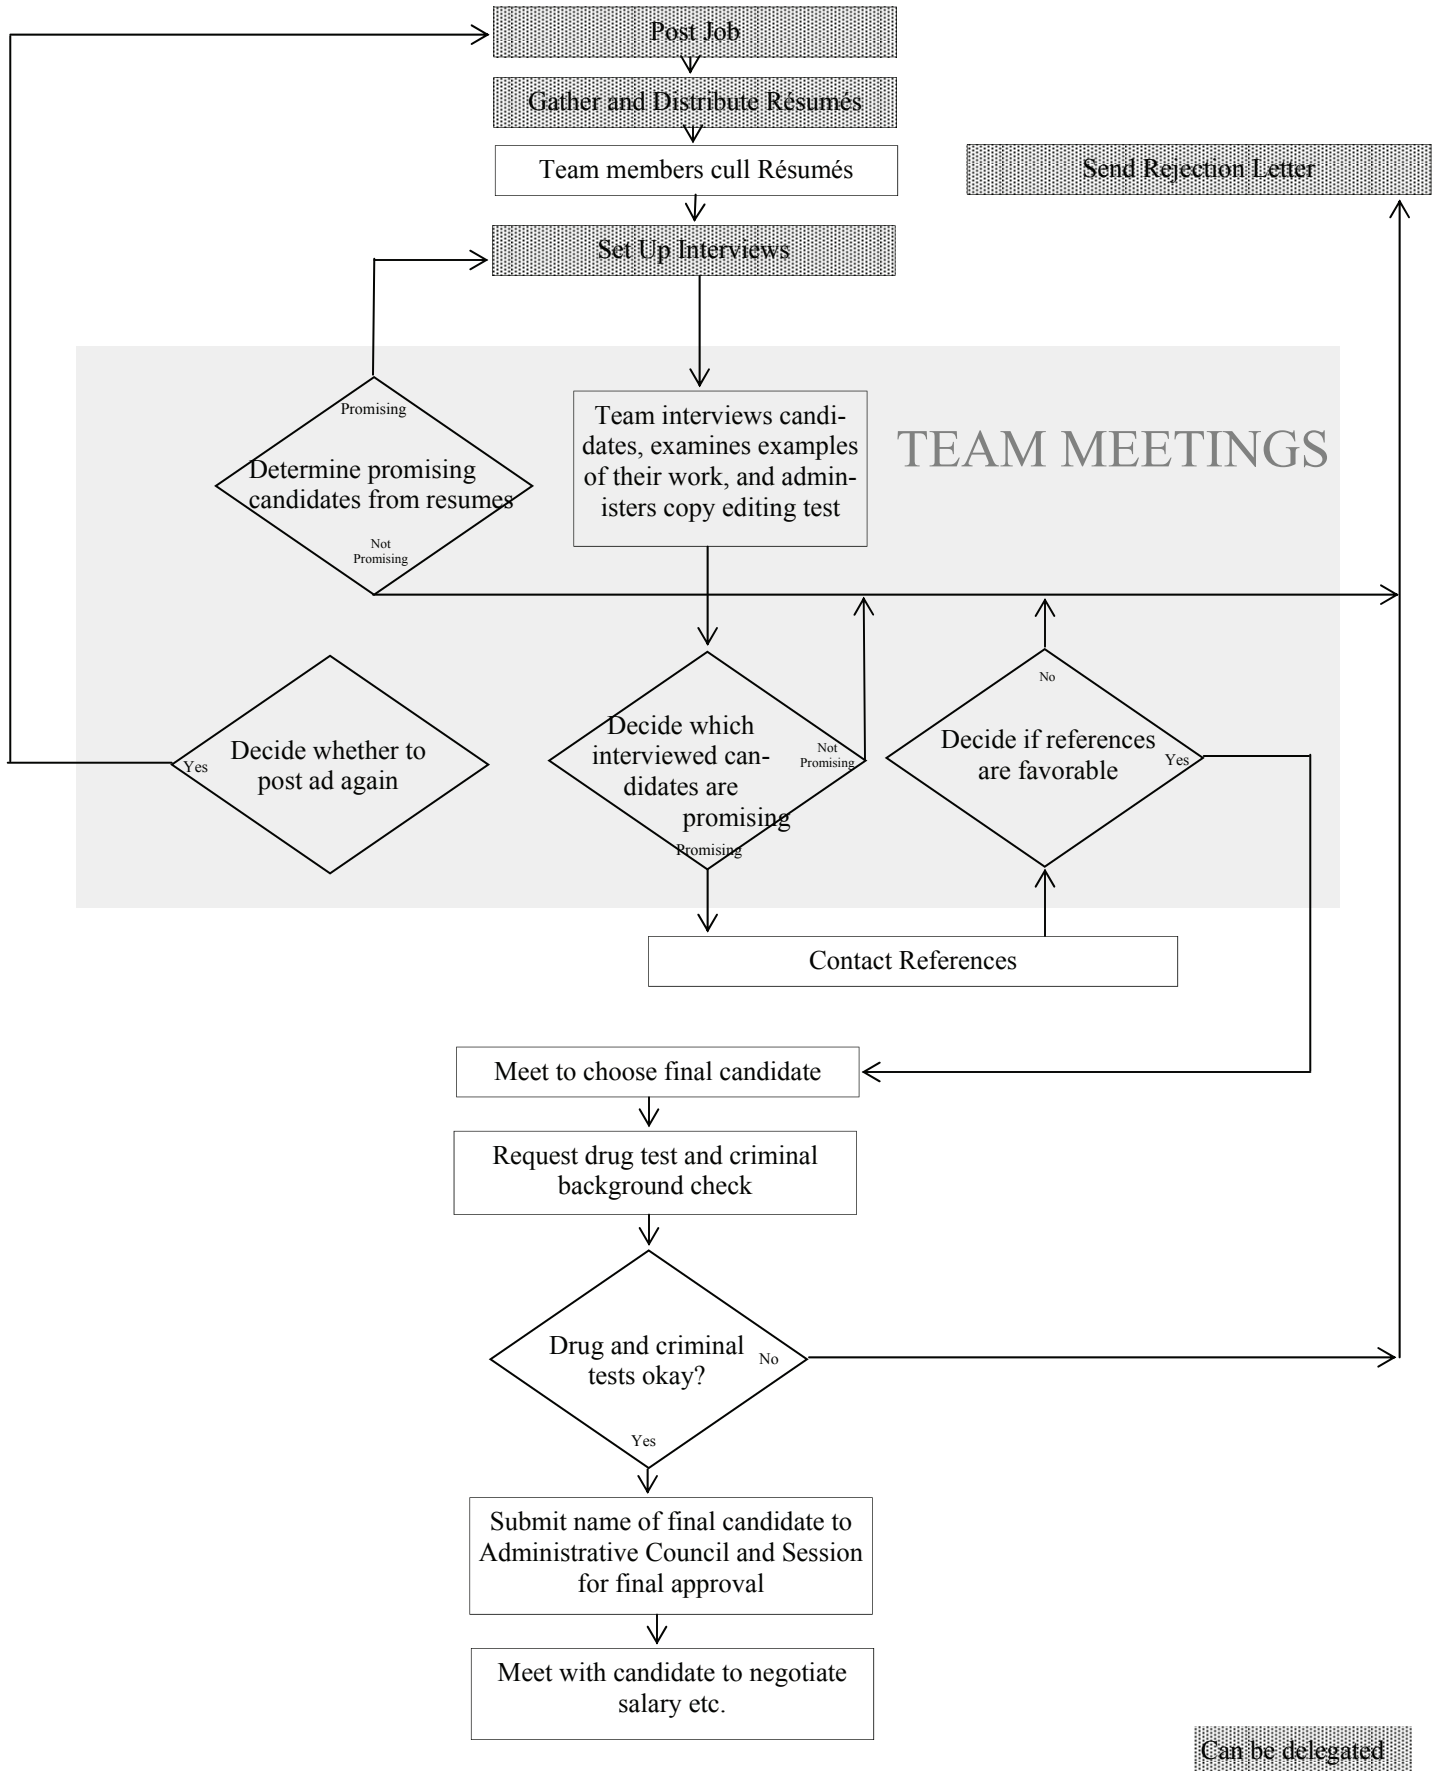 Post Job
Gather and Distribute Résumés
Team members cull Résumés
Send Rejection Letter
Set Up Interviews
Promising
Determine promising
candidates from resumes
Not
Promising
Team interviews candi-
dates, examines examples
of their work, and admin-
isters copy editing test
TEAM MEETINGS
Yes
Decide whether to
post ad again
Decide which
interviewed can-
didates are
promising
Not
Promising
Promising
No
Decide if references
are favorable
Yes
Contact References
Meet to choose final candidate
Request drug test and criminal
background check
Drug and criminal
tests okay?
No
Yes
Submit name of final candidate to
Administrative Council and Session
for final approval
Meet with candidate to negotiate
salary etc.
Can be delegated